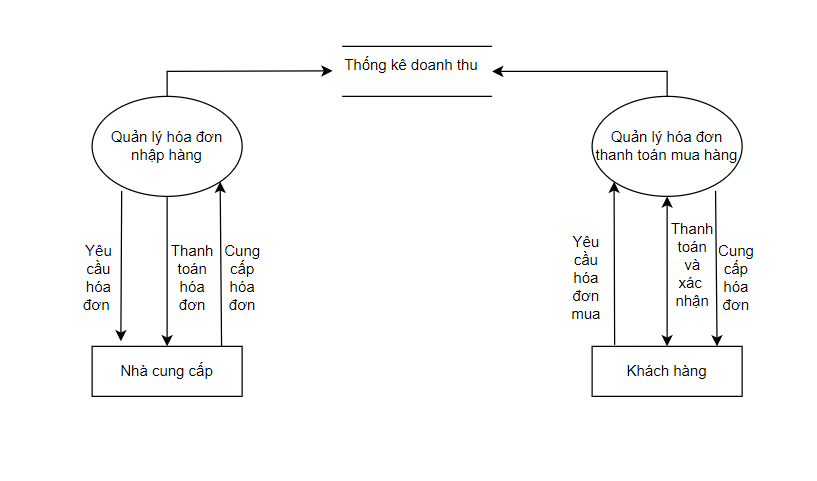 Thống kê doanh thu
Quản lý hóa đơn
nhập hàng
Quản lý hóa đơn
thanh toán mua hàng
Yêu
cầu
hóa
đơn
Thanh
toán
hóa
đơn
Cung
cấp
hóa
đơn
Yêu
cầu
hóa
đơn
mua
Thanh
toán
và
xác
nhận
Cung
cấp
hóa
đơn
Nhà cung cấp
Khách hàng